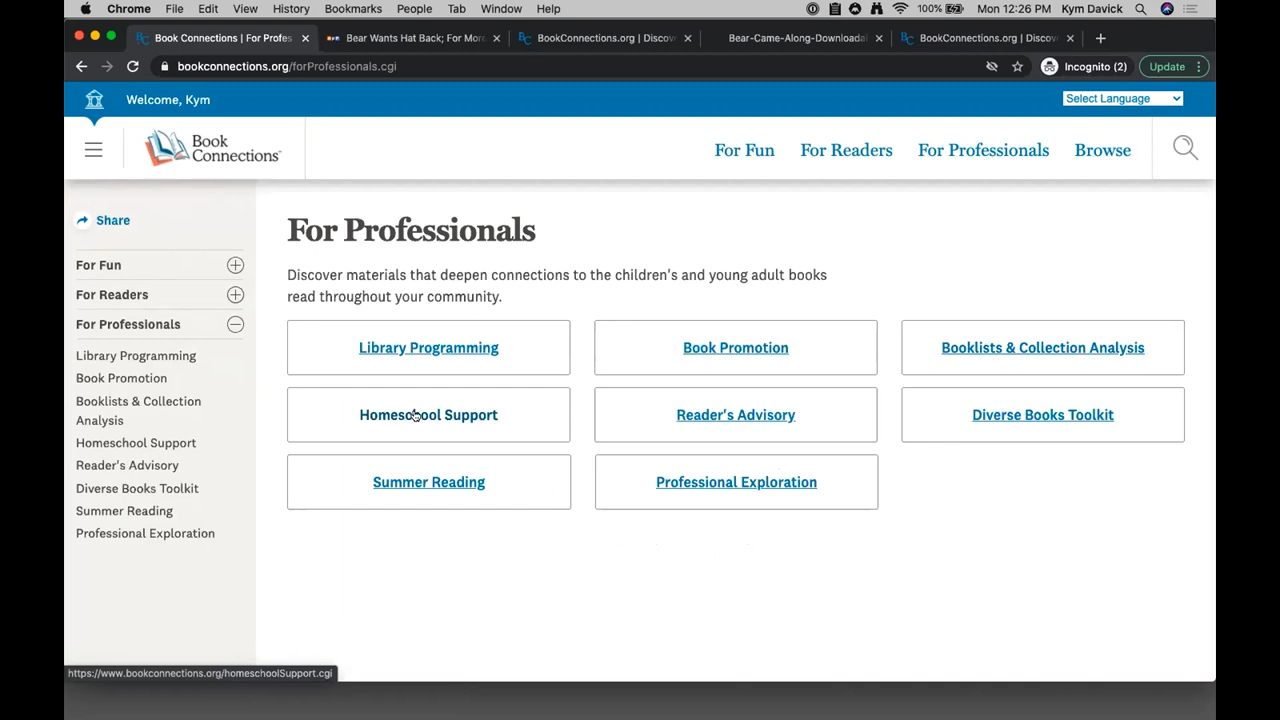 Chrome File Edit View History Bookmarks People Tab Window Help 100% Mon 12:26 PM Kym Davick
Book Connections | For Profes
Bear Wants Hat Back; For More
BookConnections.org | Discov
Bear-Came-Along-Downloadal
BookConnections.org | Discov
bookconnections.org/forProfessionals.cgi
Incognito (2)
Update
Welcome, Kym
Select Language
Book
Connections
For Fun
For Readers
For Professionals
Browse
Share
For Fun
For Readers
For Professionals
Library Programming
Book Promotion
Booklists & Collection
Analysis
Homeschool Support
Reader's Advisory
Diverse Books Toolkit
Summer Reading
Professional Exploration
For Professionals
Discover materials that deepen connections to the children's and young adult books
read throughout your community.
Library Programming
Book Promotion
Booklists & Collection Analysis
Homeschool Support
Reader's Advisory
Diverse Books Toolkit
Summer Reading
Professional Exploration
https://www.bookconnections.org/homeschoolSupport.cgi